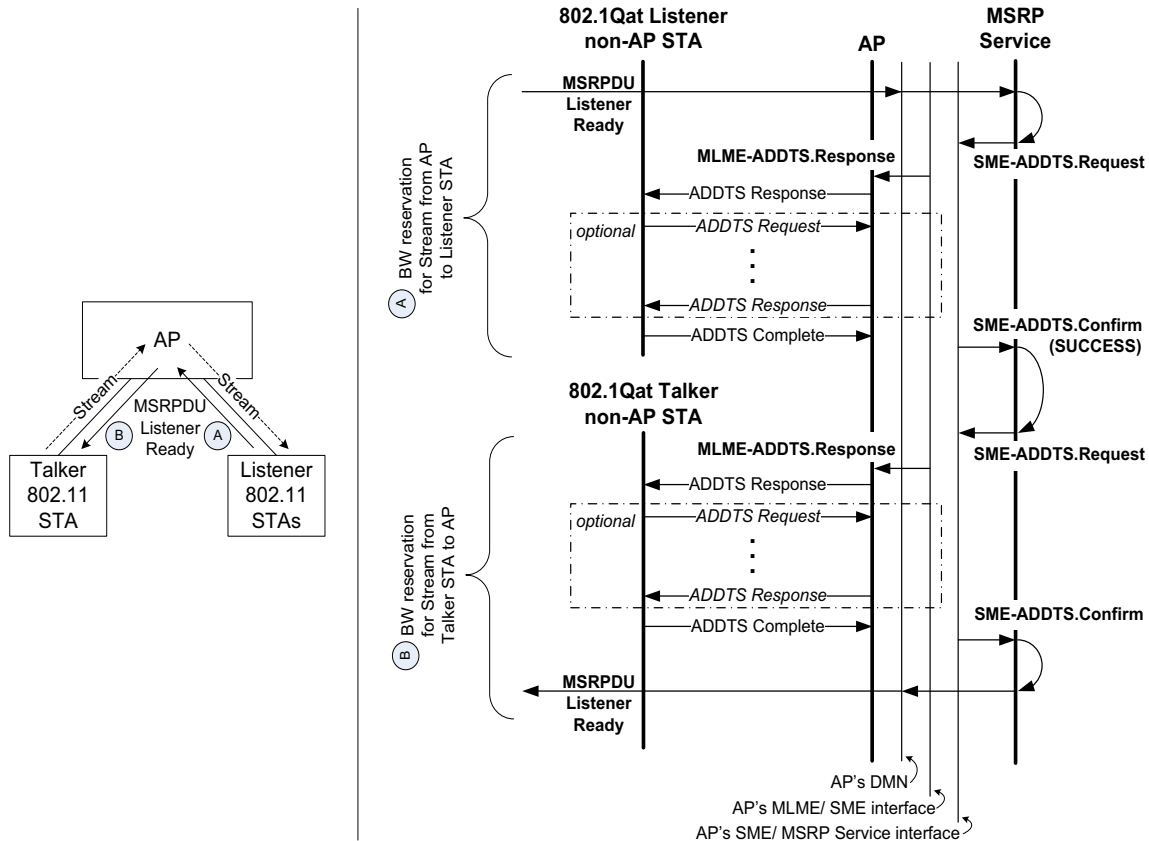 AP
Stream
Stream
MSRPDU
Listener
Ready
B
A
Talker
802.11
STA
Listener
802.11
STAs
802.1Qat Listener
non-AP STA
AP
MSRP
Service
MSRPDU
Listener
Ready
SME-ADDTS.Request
MLME-ADDTS.Response
ADDTS Response
optional
ADDTS Request
ADDTS Response
ADDTS Complete
A
BW reservation
for Stream from AP
to Listener STA
SME-ADDTS.Confirm
(SUCCESS)
802.1Qat Talker
non-AP STA
SME-ADDTS.Request
MLME-ADDTS.Response
ADDTS Response
optional
ADDTS Request
ADDTS Response
ADDTS Complete
B
BW reservation
for Stream from
Talker STA to AP
SME-ADDTS.Confirm
MSRPDU
Listener
Ready
AP's DMN
AP's MLME/ SME interface
AP's SME/ MSRP Service interface